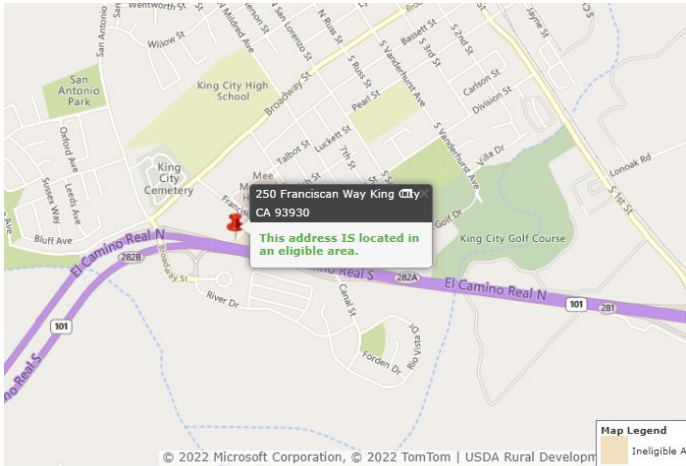 Wentworth St
San Antonio
N Mildred Ave
San Lorenzo
N Russ St
Bassett St
S 3rd St
S 2nd St
Jayne St
Willow St
Broadway St
S Russ St
S Vanderhurst Ave
Carlson St
King City High
School
San
Antonio
Park
Pearl St
Division St
Oxford Ave
Talbot St
Luckett St
7th St
S Vanderhurst Ave
Villa Dr
Lonoak Rd
King
City
Cemetery
Leeds Ave
Sussex Way
250 Franciscan Way King City
CA 93930
This address IS located in
an eligible area.
S 1st St
Golf Dr
King City Golf Course
Bluff Ave
El Camino Real N
282B
Broadway St
Real S
282A
El Camino Real N
101
281
River Dr
Canal St
101
Rio Vista Dr
Forden Dr
Real S
Map Legend
Ineligible A
© 2022 Microsoft Corporation, © 2022 TomTom | USDA Rural Developm